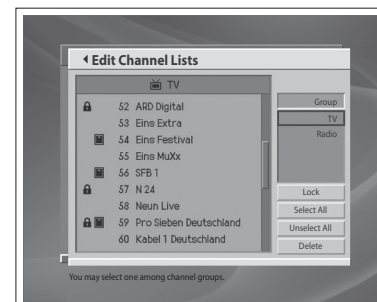 Edit Channel Lists
TV
52 ARD Digital
53 Eins Extra
54 Eins Festival
55 Eins MuXx
56 SFB 1
57 N 24
58 Neun Live
59 Pro Sieben Deutschland
60 Kabel 1 Deutschland
Group
TV
Radio
Lock
Select All
Unselect All
Delete
You may select one among channel groups.